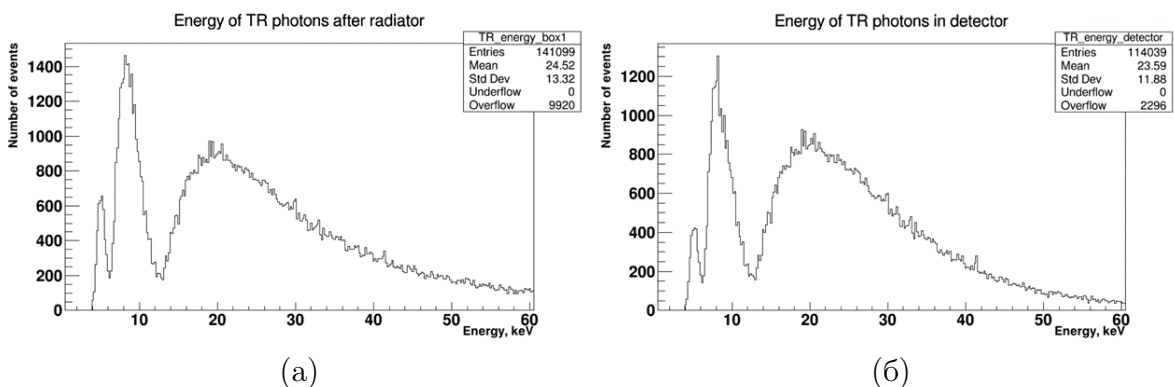 Energy of TR photons after radiator
TR_energy_box1
Entries 141099
Mean 24.52
Std Dev 13.32
Underflow 0
Overflow 9920
Number of events
1400
1200
1000
800
600
400
200
0
10 20 30 40 50 60
Energy, keV
(а)
Energy of TR photons in detector
TR_energy_detector
Entries 114039
Mean 23.59
Std Dev 11.88
Underflow 0
Overflow 2296
Number of events
1200
1000
800
600
400
200
0
10 20 30 40 50 60
Energy, keV
(б)